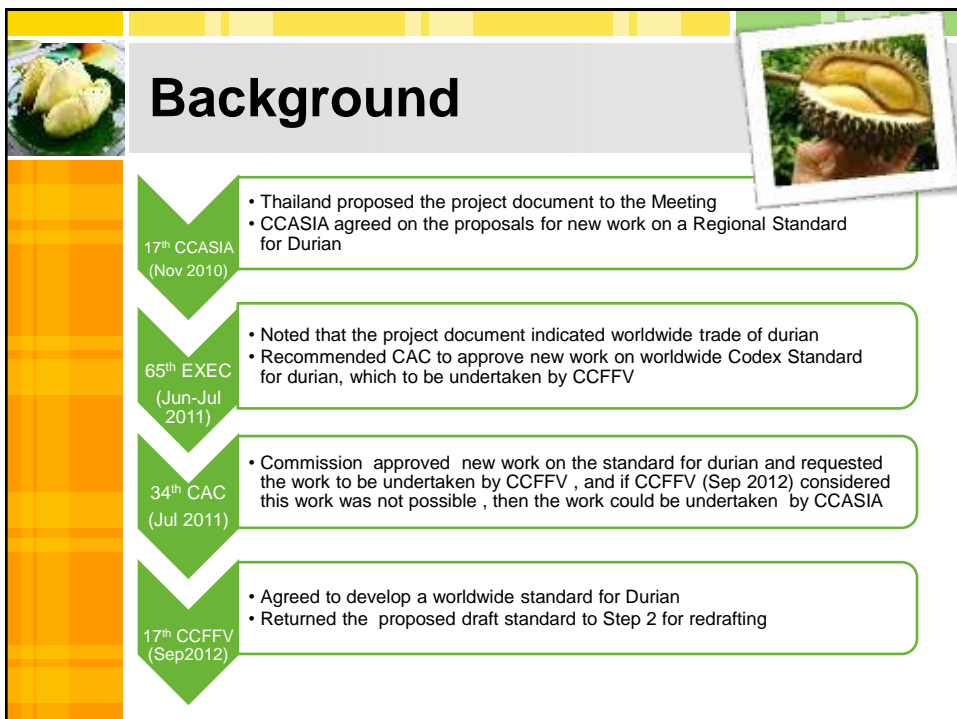 Background
17th CCASIA
(Nov 2010)
• Thailand proposed the project document to the Meeting
• CCASIA agreed on the proposals for new work on a Regional Standard
for Durian
65th EXEC
(Jun-Jul
2011)
• Noted that the project document indicated worldwide trade of durian
• Recommended CAC to approve new work on worldwide Codex Standard
for durian, which to be undertaken by CCFFV
34th CAC
(Jul 2011)
• Commission approved new work on the standard for durian and requested
the work to be undertaken by CCFFV , and if CCFFV (Sep 2012) considered
this work was not possible , then the work could be undertaken by CCASIA
17th CCFFV
(Sep2012)
• Agreed to develop a worldwide standard for Durian
• Returned the proposed draft standard to Step 2 for redrafting